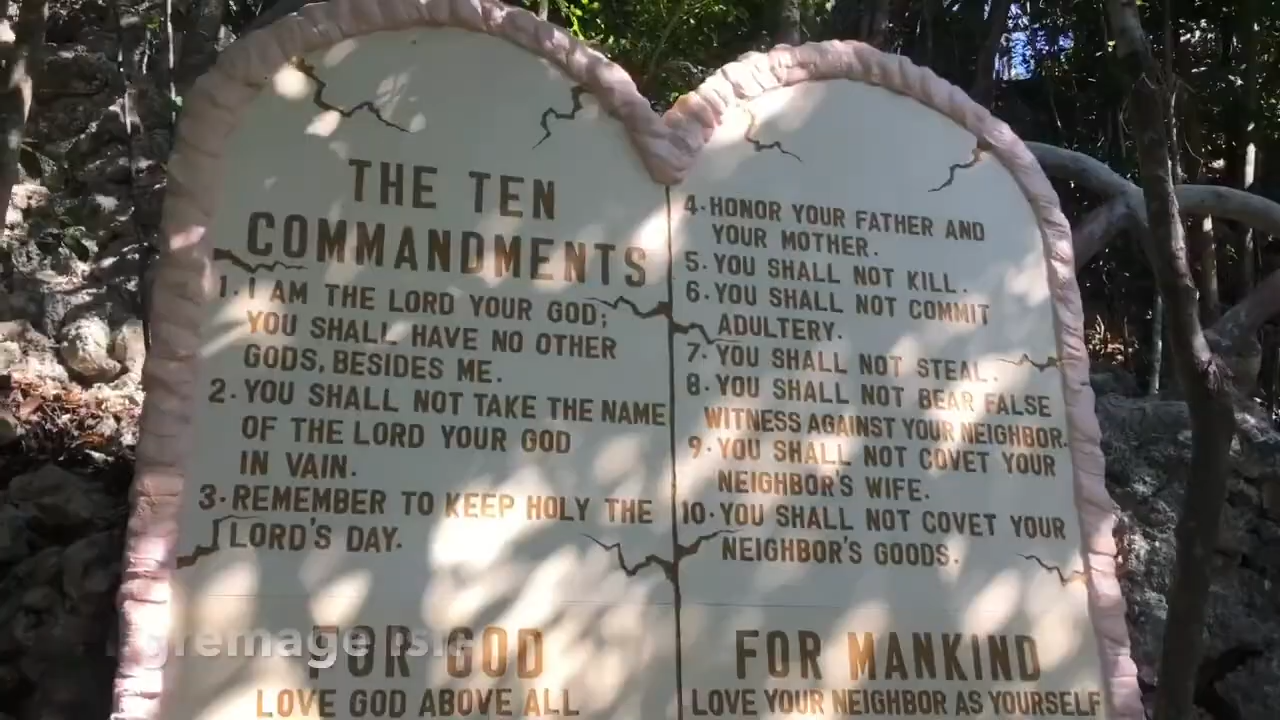 THE TEN
COMMANDMENTS
1. I AM THE LORD YOUR GOD;
YOU SHALL HAVE NO OTHER
GODS, BESIDES ME.
2. YOU SHALL NOT TAKE THE NAME
OF THE LORD YOUR GOD
IN VAIN.
3. REMEMBER TO KEEP HOLY THE
LORD'S DAY.
FOR GOD
LOVE GOD ABOVE ALL
4. HONOR YOUR FATHER AND
YOUR MOTHER.
5. YOU SHALL NOT KILL.
6. YOU SHALL NOT COMMIT
ADULTERY.
7. YOU SHALL NOT STEAL.
8. YOU SHALL NOT BEAR FALSE
WITNESS AGAINST YOUR NEIGHBOR.
9. YOU SHALL NOT COVET YOUR
NEIGHBOR'S WIFE.
10. YOU SHALL NOT COVET YOUR
NEIGHBOR'S GOODS.
FOR MANKIND
LOVE YOUR NEIGHBOR AS YOURSELF